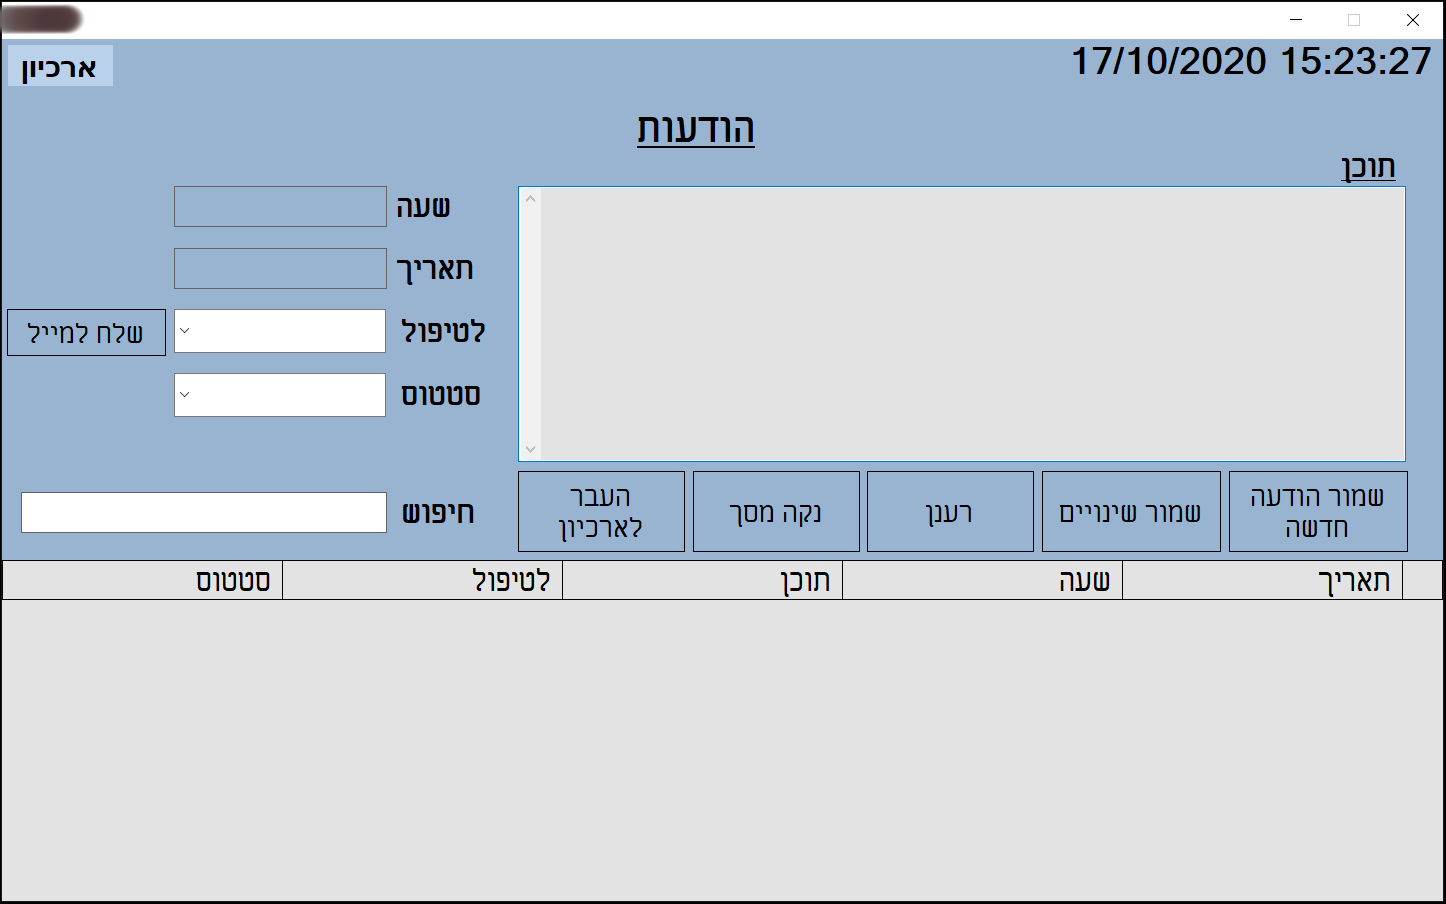 ארכיון
17/10/2020 15:23:27
הודעות
תוכן
שעה
תאריך
לטיפול
שלח למייל
סטטוס
חיפוש
שמור הודעה
חדשה
שמור שינויים
רענן
נקה מסך
העבר
לארכיון
תאריך שעה תוכן לטיפול סטטוס